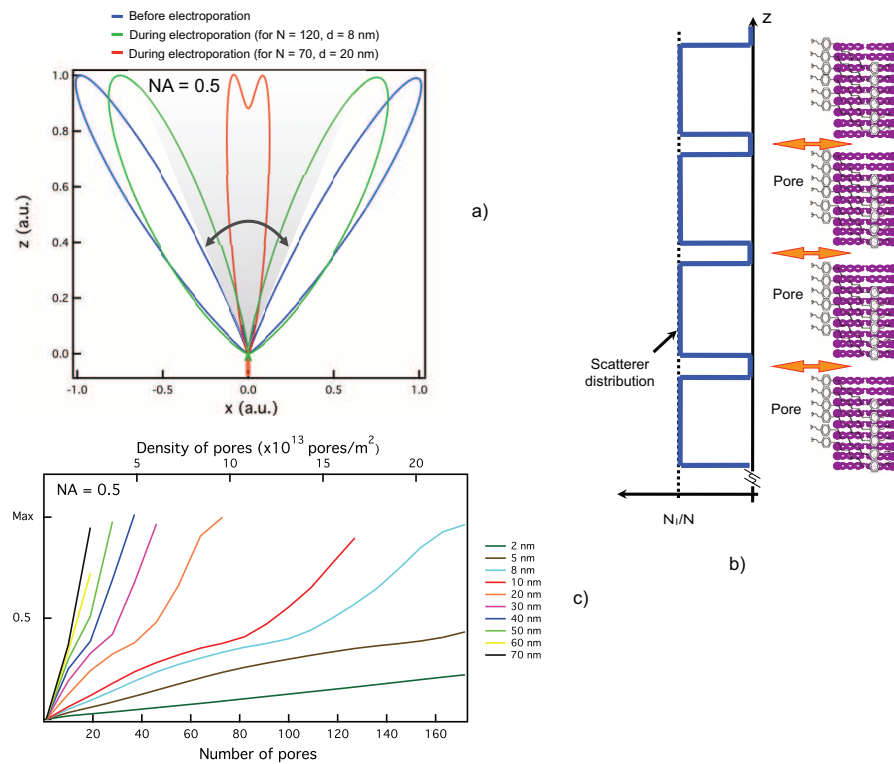 Before electroporation
During electroporation (for N = 120, d = 8 nm)
During electroporation (for N = 70, d = 20 nm)
NA = 0.5
1.0
0.8
0.6
0.4
0.2
0.0
z (a.u.)
-1.0
-0.5
0.0
0.5
1.0
x (a.u.)
a)
z
Pore
Pore
Pore
Scatterer
distribution
N₁/N
b)
Density of pores (x10¹³ pores/m²)
5
10
15
20
NA = 0.5
Max
0.5
20
40
60
80
100
120
140
160
Number of pores
2 nm
5 nm
8 nm
10 nm
20 nm
30 nm
40 nm
50 nm
60 nm
70 nm
c)